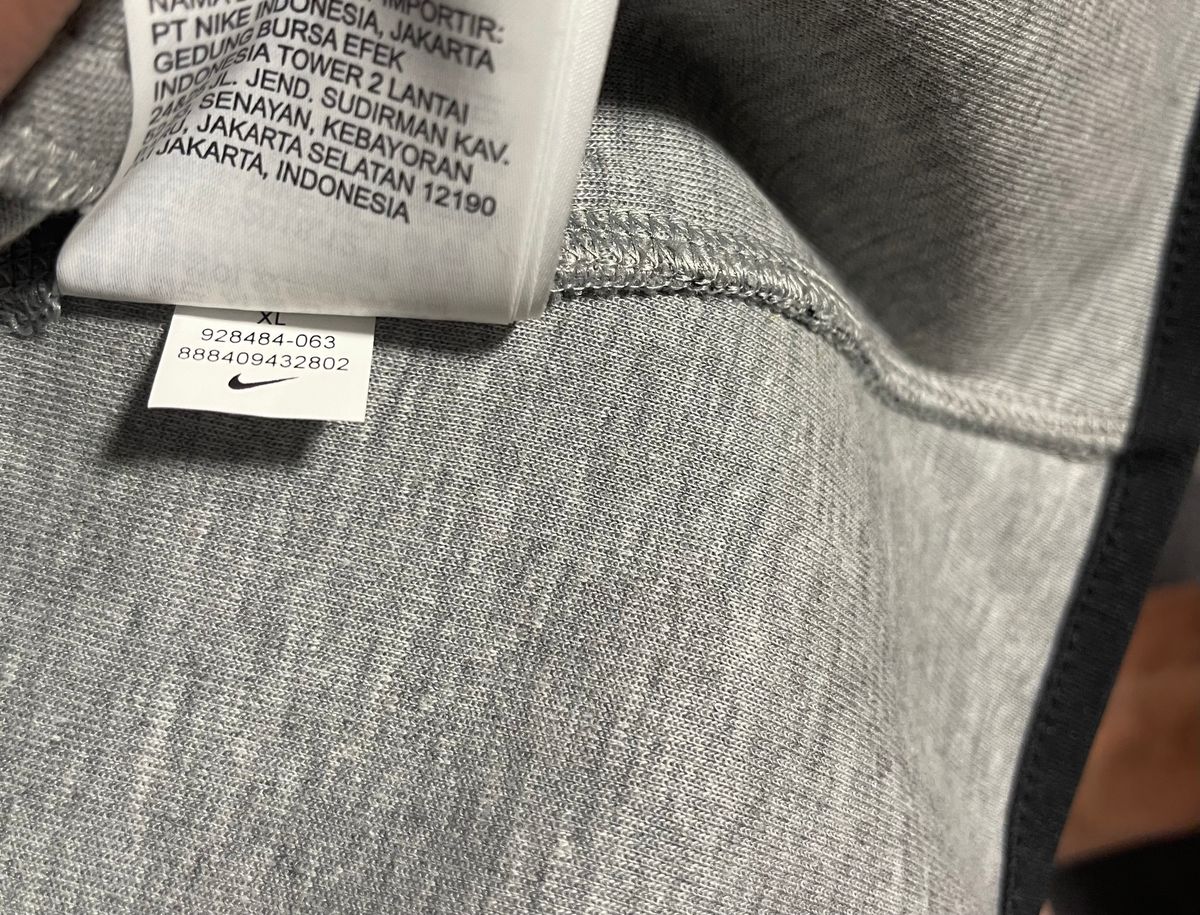 IMPORTIR:
PT NIKE INDONESIA, JAKARTA
GEDUNG BURSA EFEK
INDONESIA TOWER 2 LANTAI
JL. JEND. SUDIRMAN KAV.
SENAYAN, KEBAYORAN
JAKARTA SELATAN 12190
JAKARTA, INDONESIA
XL
928484-063
888409432802